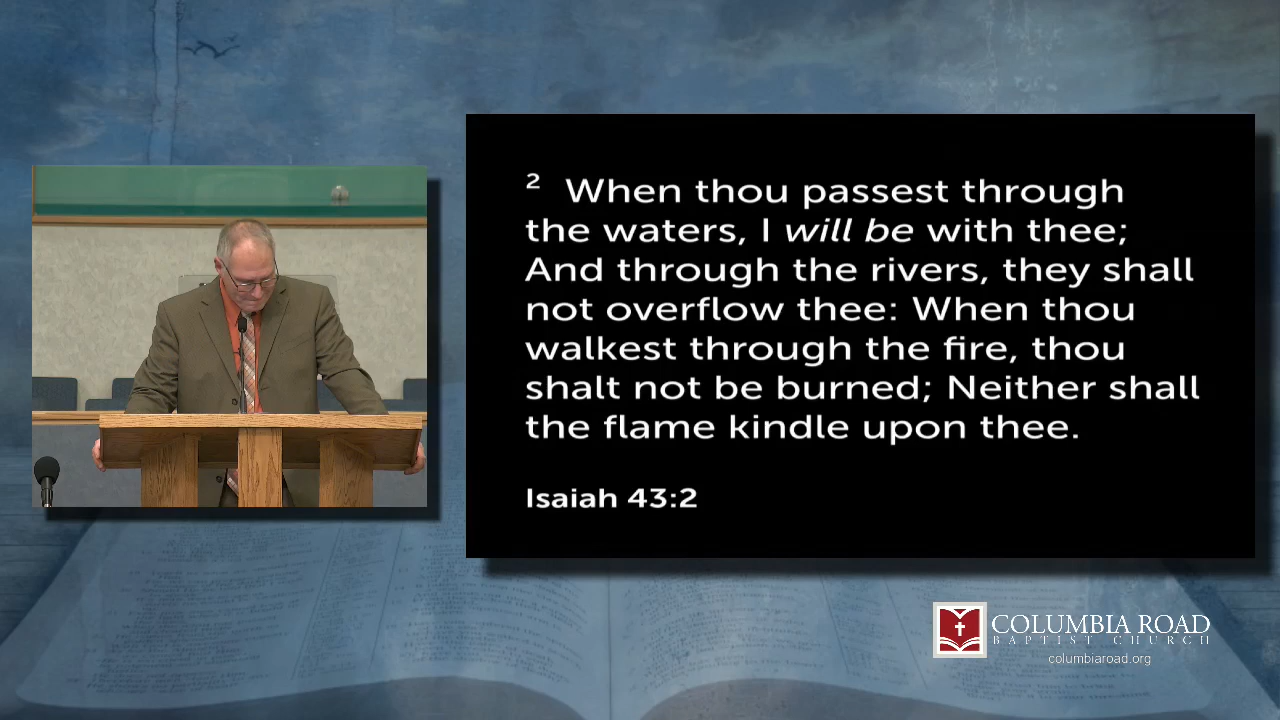 2 When thou passest through
the waters, I will be with thee;
And through the rivers, they shall
not overflow thee: When thou
walkest through the fire, thou
shalt not be burned; Neither shall
the flame kindle upon thee.
Isaiah 43:2
COLUMBIA ROAD
BAPTIST CHURCH
columbiaroad.org